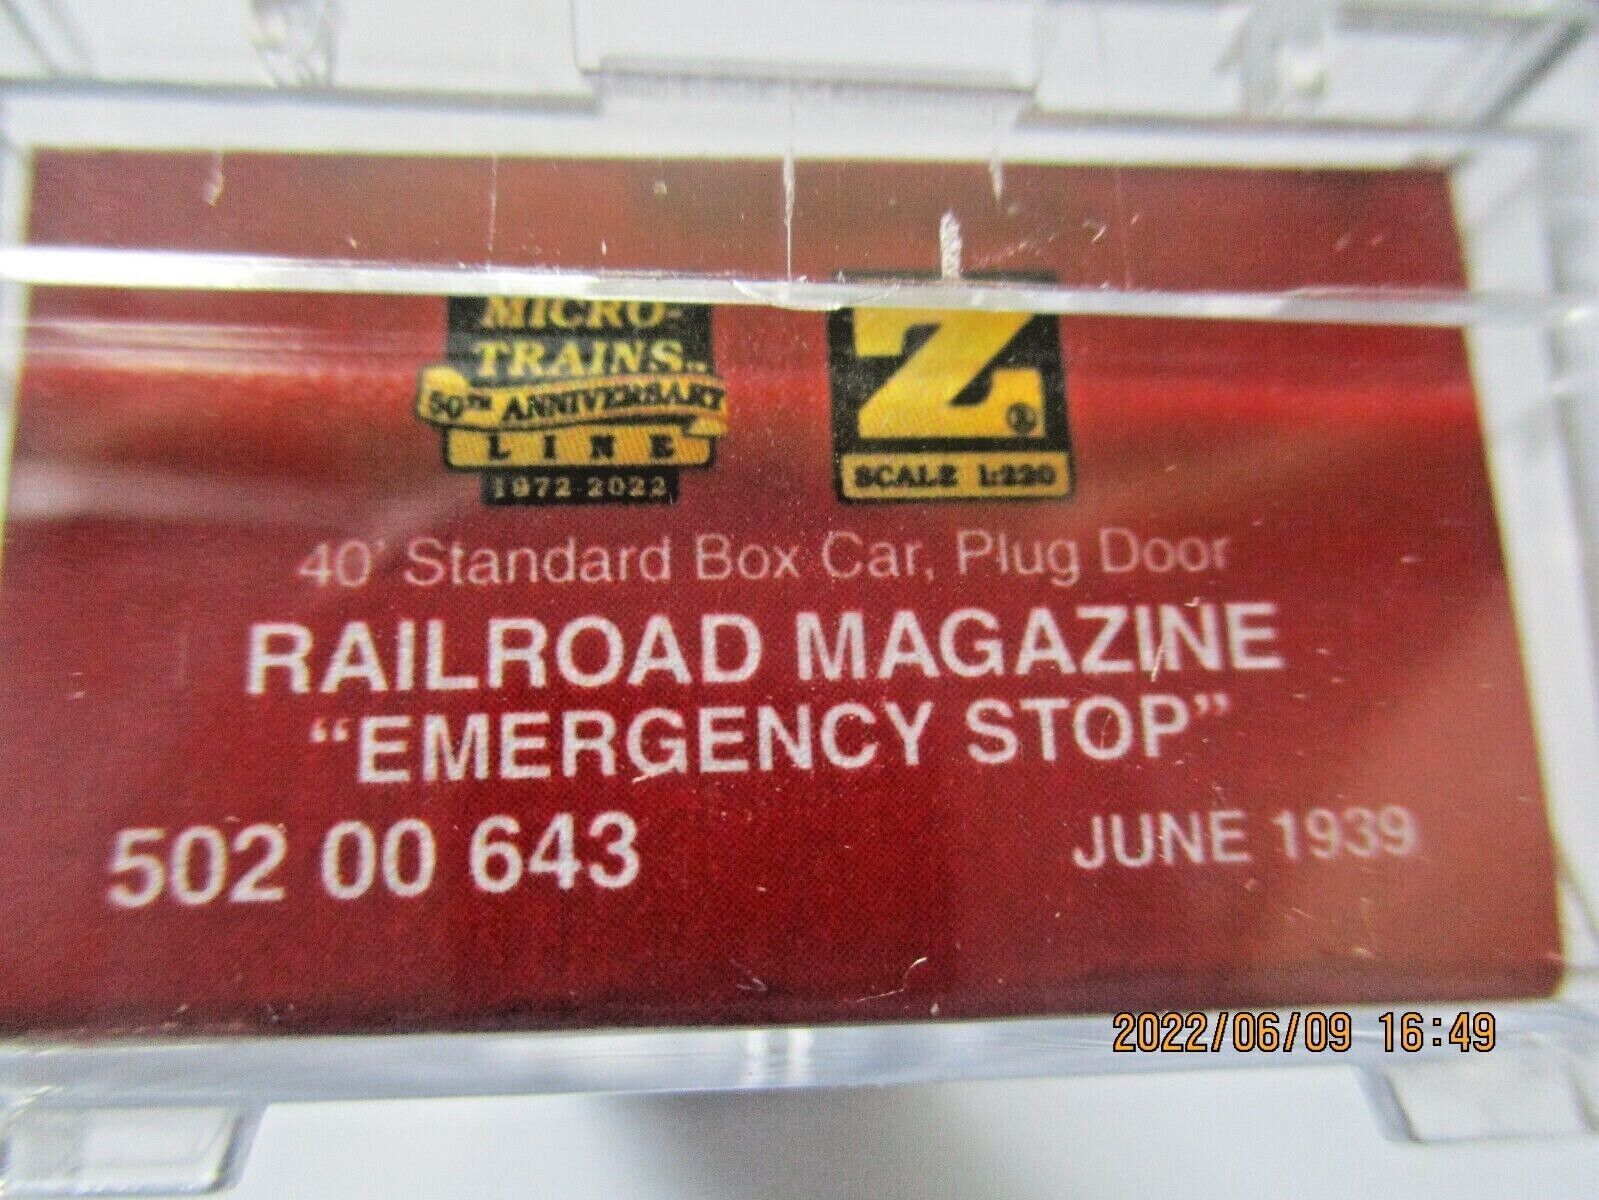 MICRO-
TRAINS
50TH ANNIVERSARY
LINE
1972-2022
Z®
SCALE 1:220
40' Standard Box Car, Plug Door
RAILROAD MAGAZINE
“EMERGENCY STOP”
502 00 643
JUNE 1939
2022/06/09 16:49